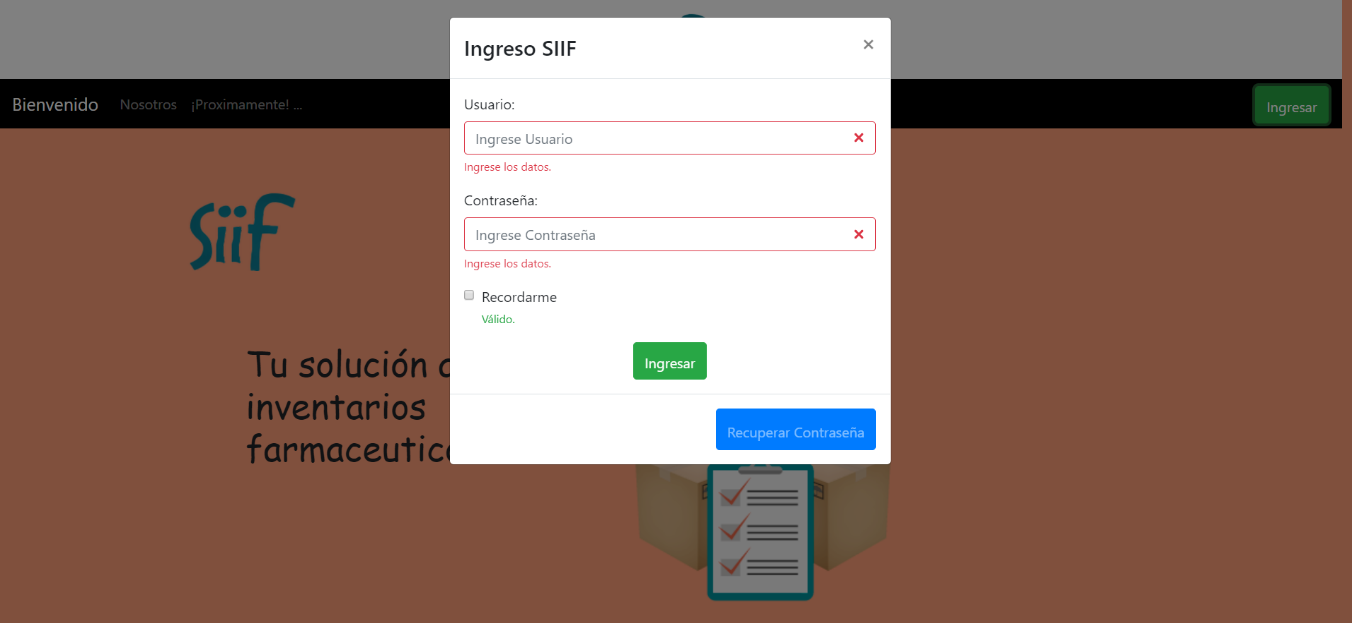 Ingreso SIIF
×
Bienvenido Nosotros ¡Proximamente! ... Ingresar
Usuario:
Ingrese Usuario
Ingrese los datos.
Contraseña:
Ingrese Contraseña
Ingrese los datos.
Recordarme
Válido.
Ingresar
Recuperar Contraseña
Siif
Tu solución
inventarios